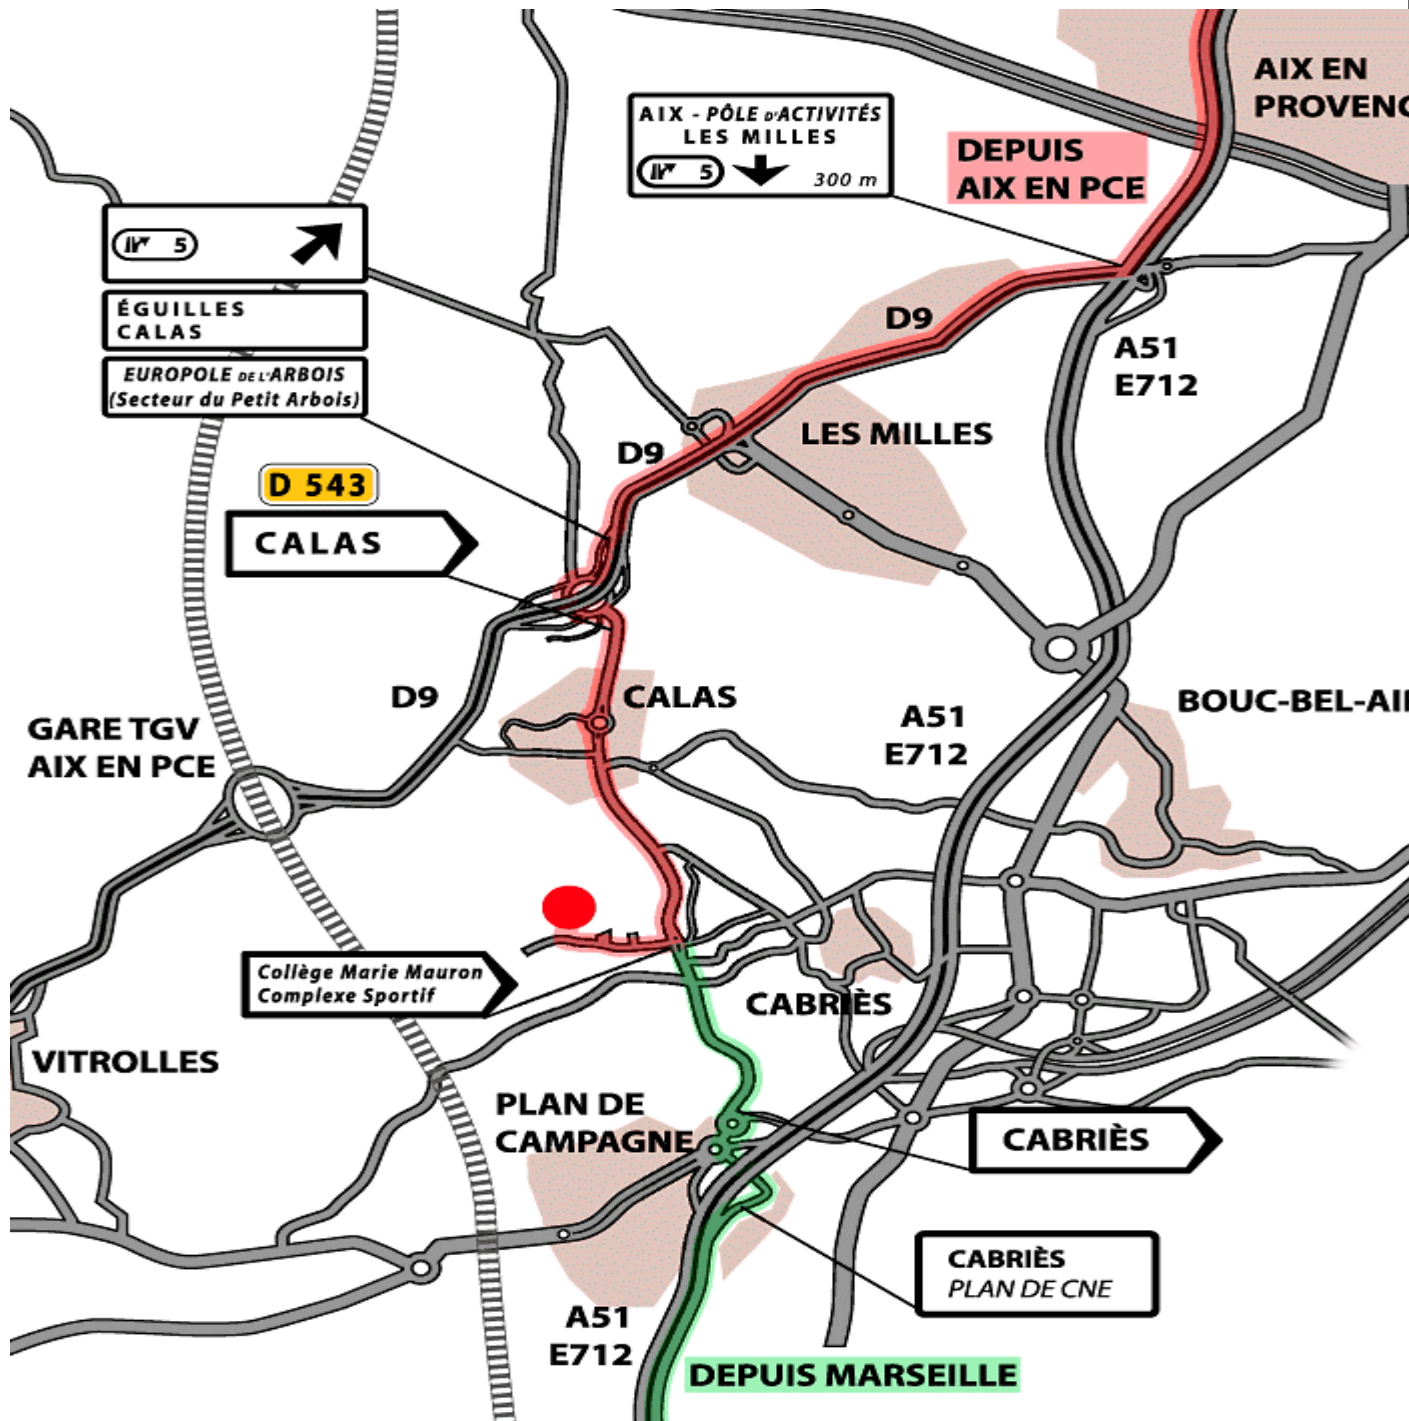 AIX EN
PROVENC
AIX - PÔLE D'ACTIVITÉS
LES MILLES
5
300 m
DEPUIS
AIX EN PCE
5
ÉGUILLES
CALAS
EUROPOLE DE L'ARBOIS
(Secteur du Petit Arbois)
D9
A51
E712
LES MILLES
D9
D 543
CALAS
D9
CALAS
BOUC-BEL-AI
A51
E712
GARE TGV
AIX EN PCE
Collège Marie Mauron
Complexe Sportif
CABRIÈS
VITROLLES
PLAN DE
CAMPAGNE
CABRIÈS
CABRIÈS
PLAN DE CNE
A51
E712
DEPUIS MARSEILLE